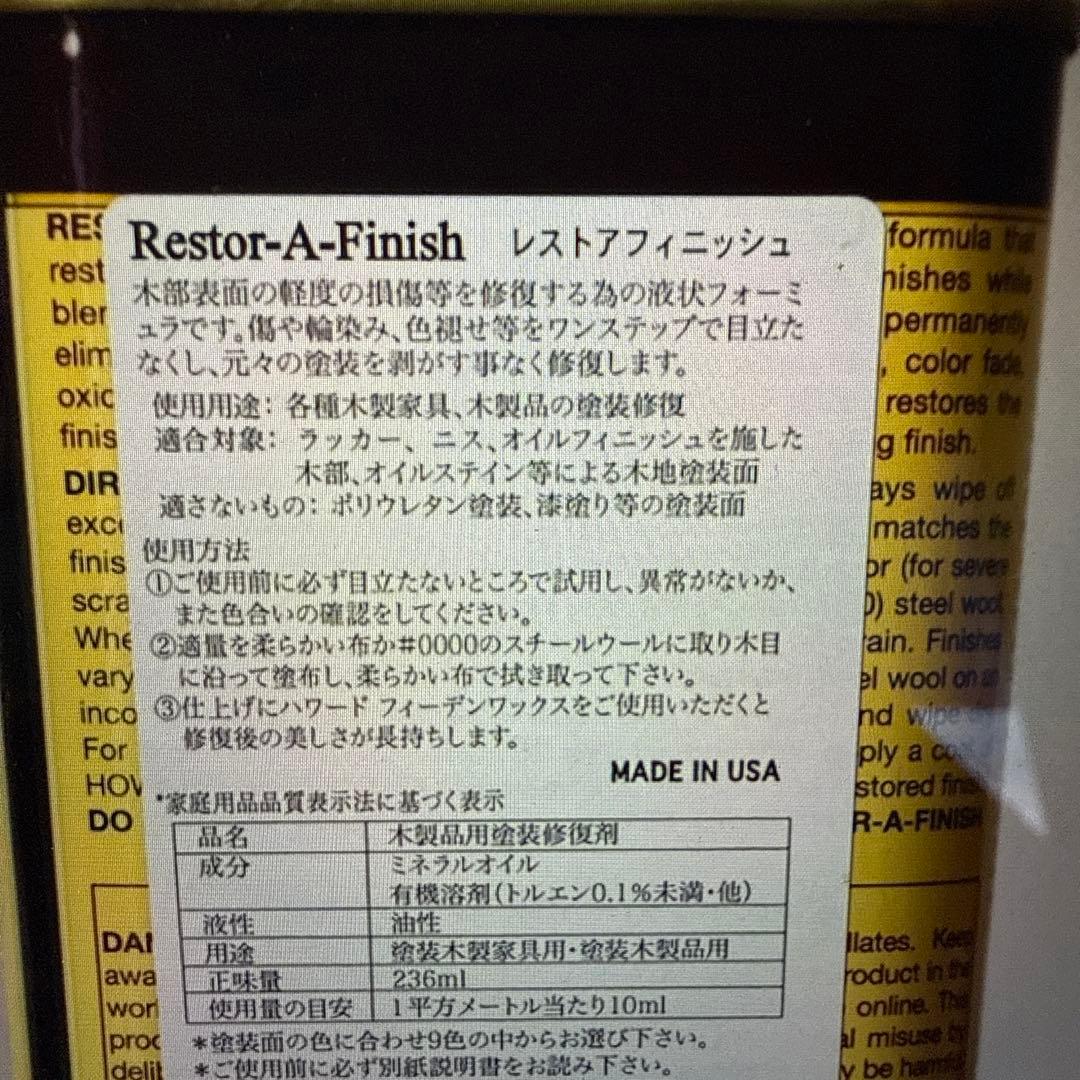 Restor-A-Finish レストアフィニッシュ
木部表面の軽度の損傷等を修復する為の液状フォーミ
ュラです。傷や輪染み、色褪せ等をワンステップで目立た
なくし、元々の塗装を剥がす事なく修復します。
使用用途: 各種木製家具、木製品の塗装修復
適合対象: ラッカー、ニス、オイルフィニッシュを施した
木部、オイルステイン等による木地塗装面
適さないもの: ポリウレタン塗装、漆塗り等の塗装面
使用方法
①ご使用前に必ず目立たないところで試用し、異常がないか、
また色合いの確認をしてください。
②適量を柔らかい布か#0000のスチールウールに取り木目
に沿って塗布し、柔らかい布で拭き取って下さい。
③仕上げにハワード フィーデンワックスをご使用いただくと
修復後の美しさが長持ちします。
MADE IN USA
*家庭用品品質表示法に基づく表示
品名 木製品用塗装修復剤
成分 ミネラルオイル
有機溶剤(トルエン0.1%未満・他)
液性 油性
用途 塗装木製家具用・塗装木製品用
正味量 236ml
使用量の目安 1平方メートル当たり10ml
*塗装面の色に合わせ9色の中からお選び下さい。
*ご使用前に必ず別紙説明書をお読み下さい。
RES
rest
blen
elim
oxic
finis
DIR
exc
finis
scra
Whe
vary
inco
For
HOW
DO
DAN
awa
wor
proc
delib
formula that
nishes while
permanently
, color fade,
restores the
g finish.
ays wipe off
matches the
or (for severe
0) steel wool
rain. Finishes
el wool on an
nd wipe
ply a coat
stored finish
R-A-FINISH
llates. Keep
roduct in the
online. This
al misuse by
y be harmful